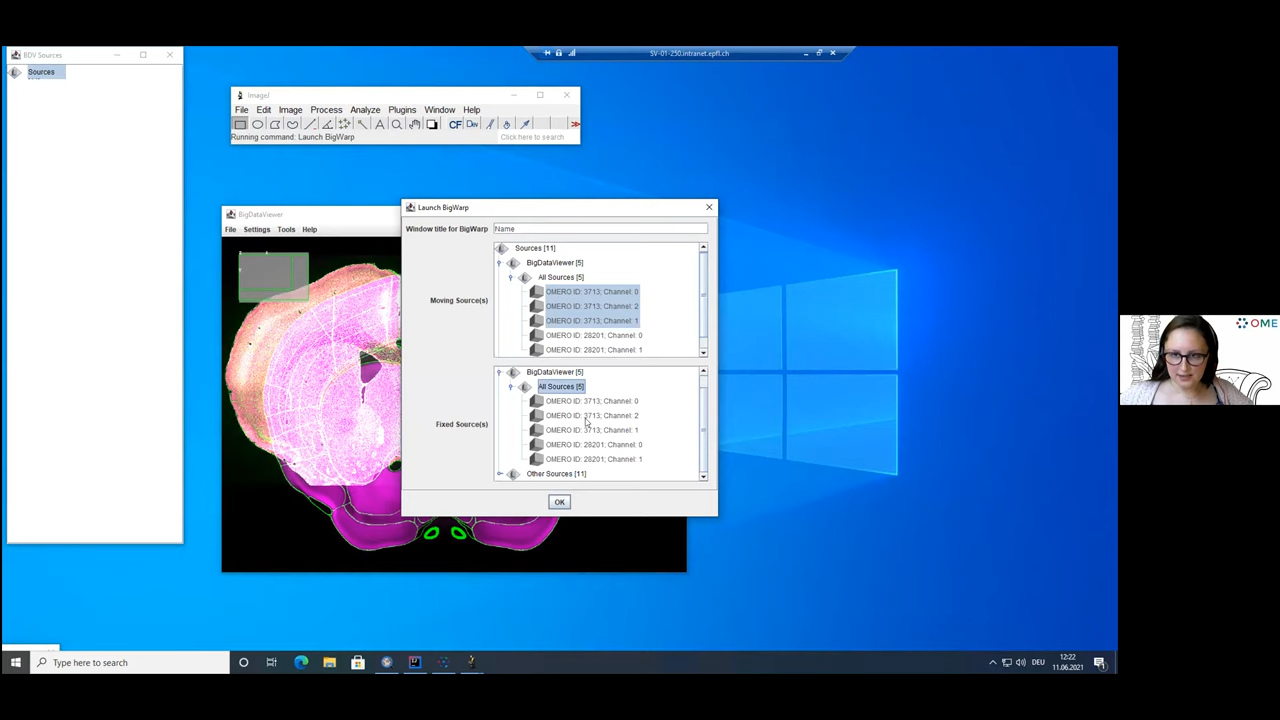 BDV Sources
Sources
SV-01-250.intranet.epfl.ch
ImageJ
File Edit Image Process Analyze Plugins Window Help
A CF Dev
Running command: Launch BigWarp
Click here to search
BigDataViewer
File Settings Tools Help
Launch BigWarp
Window title for BigWarp
Name
Moving Source(s)
Sources [11]
BigDataViewer [5]
All Sources [5]
OMERO ID: 3713; Channel: 0
OMERO ID: 3713; Channel: 2
OMERO ID: 3713; Channel: 1
OMERO ID: 28201; Channel: 0
OMERO ID: 28201; Channel: 1
Fixed Source(s)
BigDataViewer [5]
All Sources [5]
OMERO ID: 3713; Channel: 0
OMERO ID: 3713; Channel: 2
OMERO ID: 3713; Channel: 1
OMERO ID: 28201; Channel: 0
OMERO ID: 28201; Channel: 1
Other Sources [11]
OK
OME
Type here to search
DEU
12:22
11.06.2021